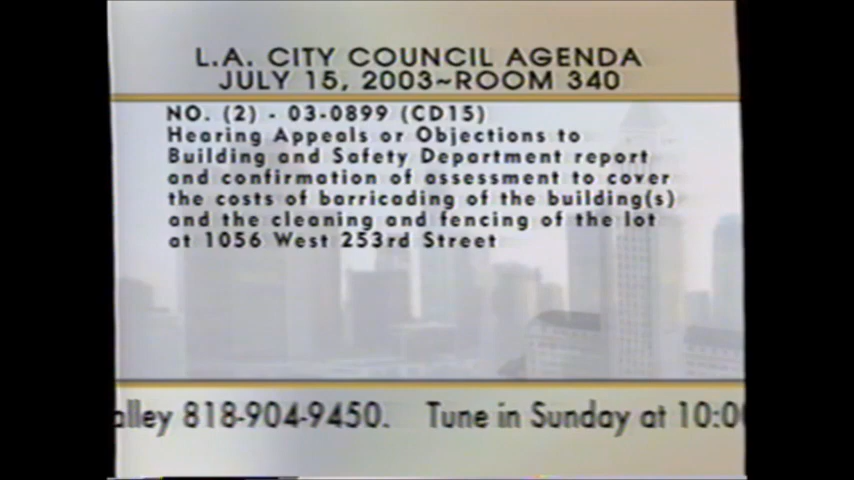 L.A. CITY COUNCIL AGENDA
JULY 15, 2003~ROOM 340
NO. (2) - 03-0899 (CD15)
Hearing Appeals or Objections to
Building and Safety Department report
and confirmation of assessment to cover
the costs of barricading of the building(s)
and the cleaning and fencing of the lot
at 1056 West 253rd Street
alley 818-904-9450. Tune in Sunday at 10:00